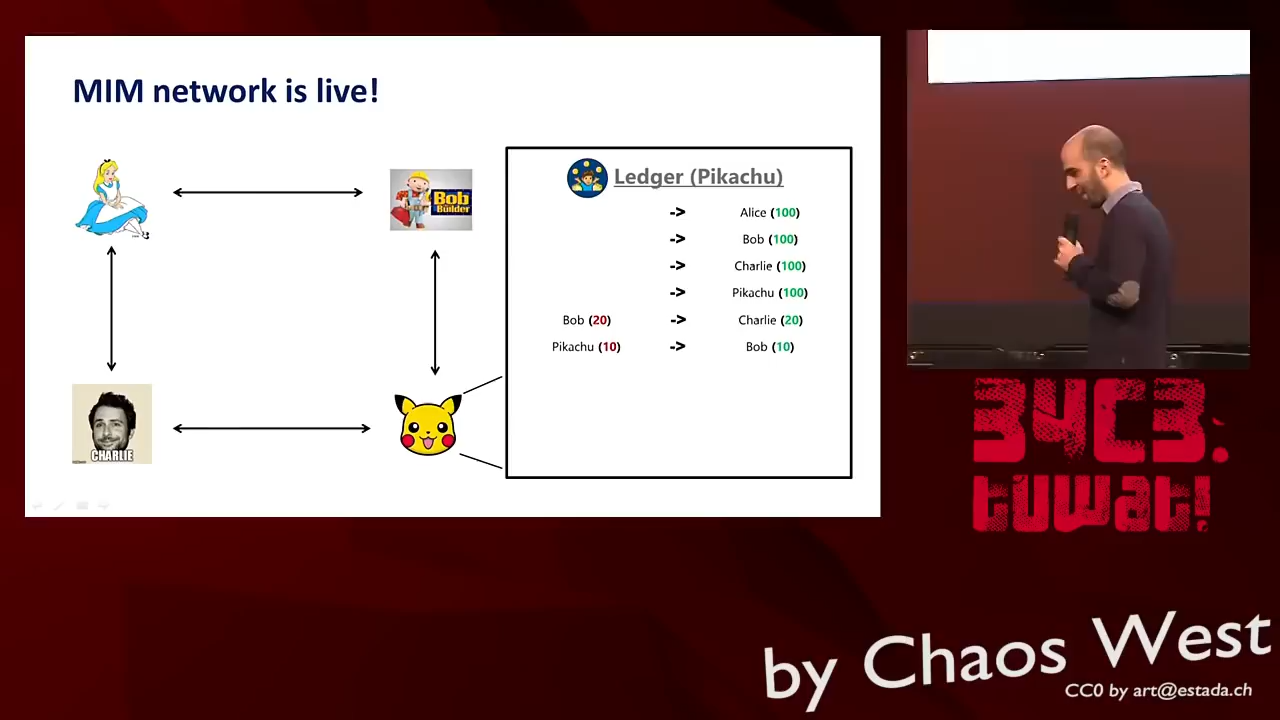 MIM network is live!
Bob
the
Builder
CHARLIE
Ledger (Pikachu)
-> Alice (100)
-> Bob (100)
-> Charlie (100)
-> Pikachu (100)
Bob (20) -> Charlie (20)
Pikachu (10) -> Bob (10)
34C3:
tuwat!
by Chaos West
CC0 by art@estada.ch